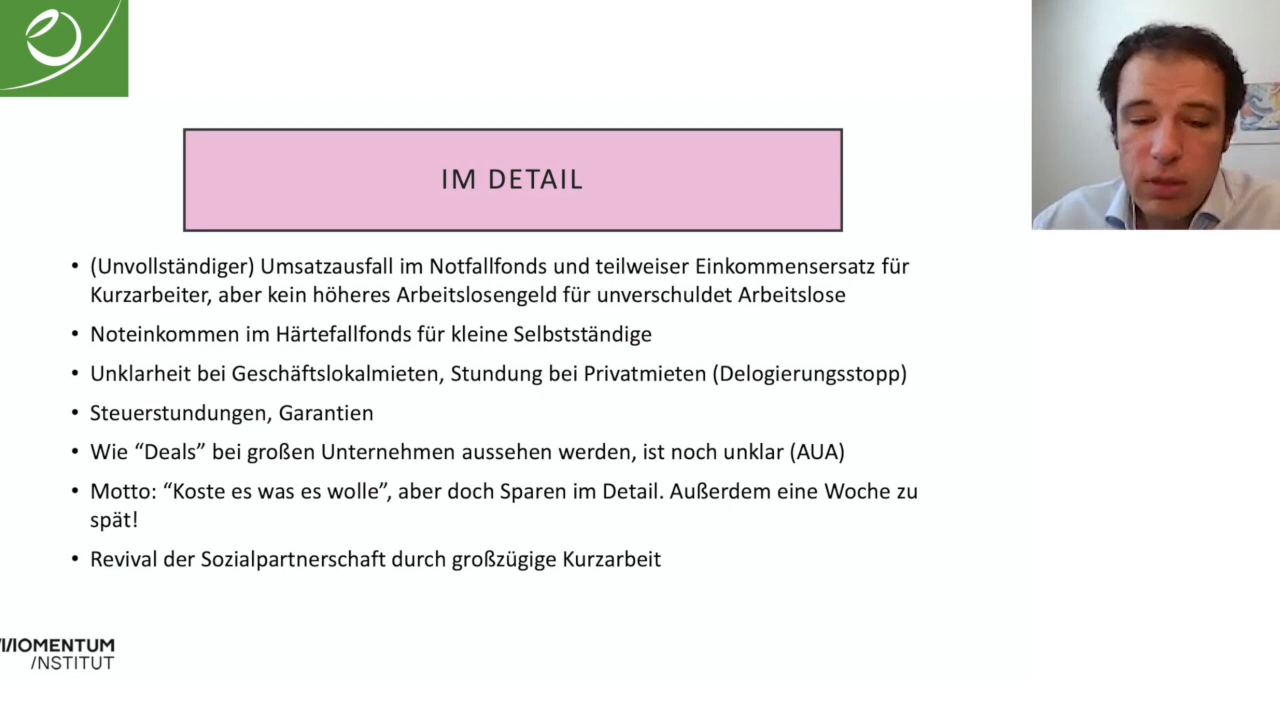 IM DETAIL
• (Unvollständiger) Umsatzausfall im Notfallfonds und teilweiser Einkommensersatz für
Kurzarbeiter, aber kein höheres Arbeitslosengeld für unverschuldet Arbeitslose
• Noteinkommen im Härtefallfonds für kleine Selbstständige
• Unklarheit bei Geschäftslokalmieten, Stundung bei Privatmieten (Delogierungsstopp)
• Steuerstundungen, Garantien
• Wie “Deals” bei großen Unternehmen aussehen werden, ist noch unklar (AUA)
• Motto: “Koste es was es wolle”, aber doch Sparen im Detail. Außerdem eine Woche zu
spät!
• Revival der Sozialpartnerschaft durch großzügige Kurzarbeit
MOMENTUM
/NSTITUT